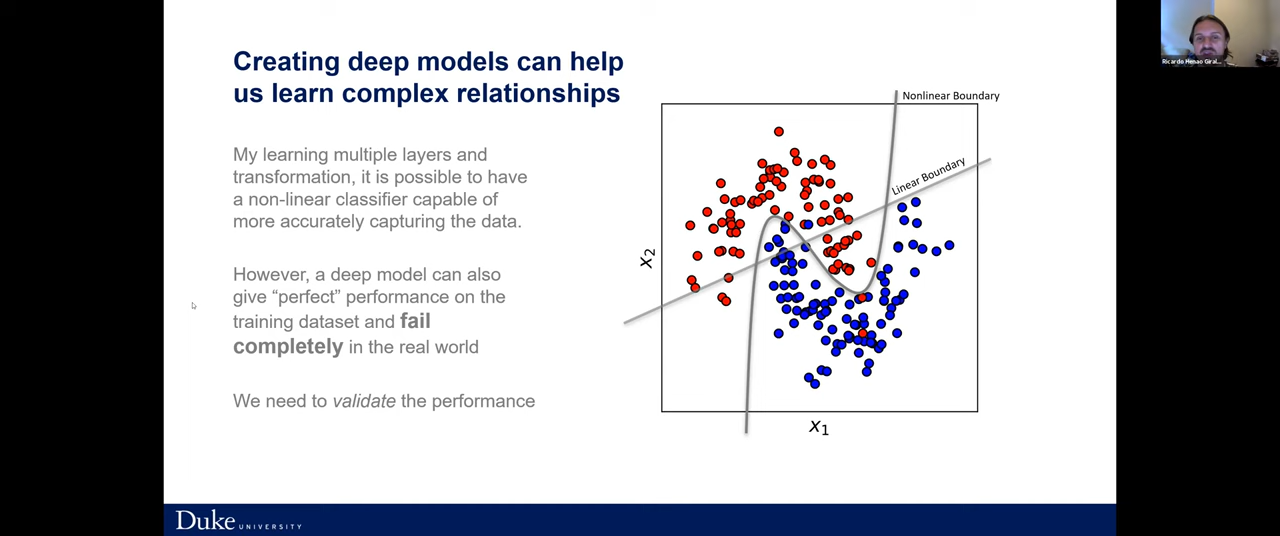 Creating deep models can help
us learn complex relationships
My learning multiple layers and
transformation, it is possible to have
a non-linear classifier capable of
more accurately capturing the data.
However, a deep model can also
give “perfect” performance on the
training dataset and fail
completely in the real world
We need to validate the performance
Nonlinear Boundary
Linear Boundary
x2
x1
Ricardo Henao Giral...
Duke UNIVERSITY